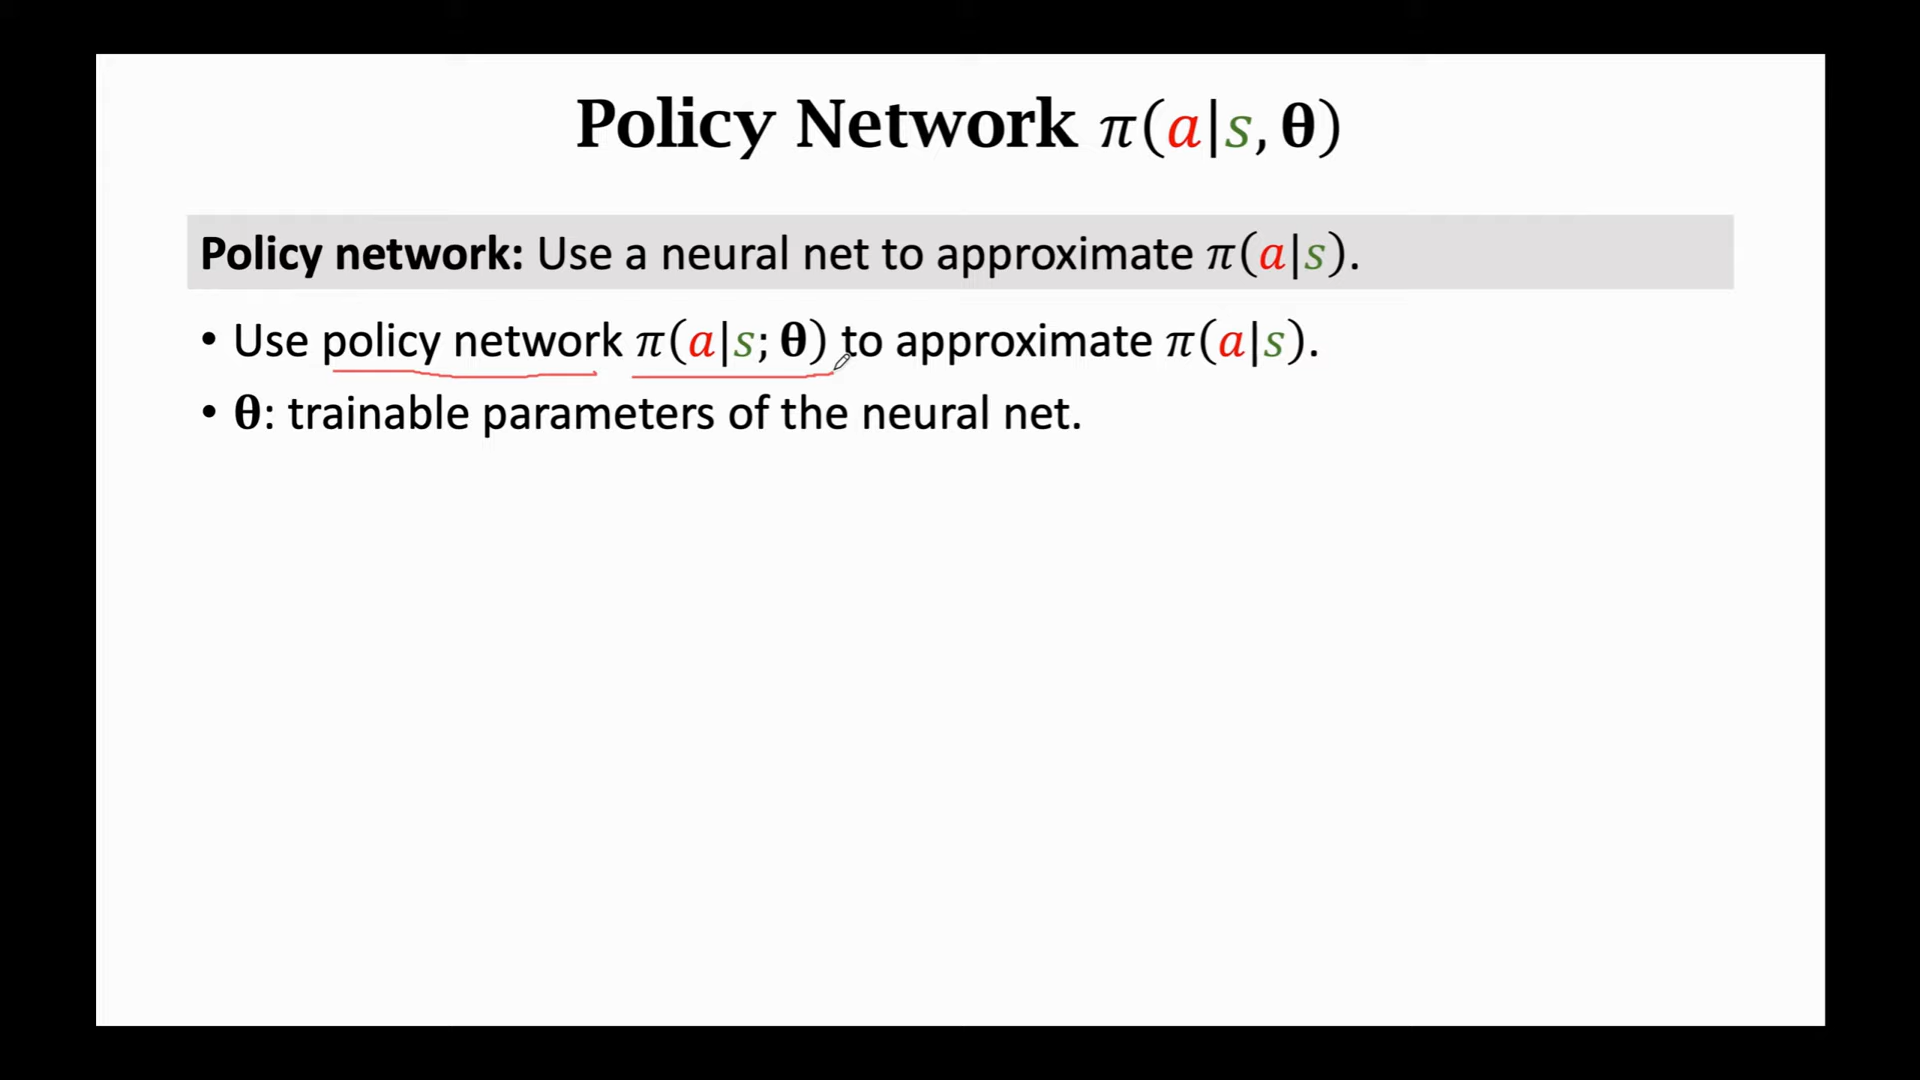 Policy Network π(a|s, θ)
Policy network: Use a neural net to approximate π(a|s).
• Use policy network π(a|s; θ) to approximate π(a|s).
• θ: trainable parameters of the neural net.